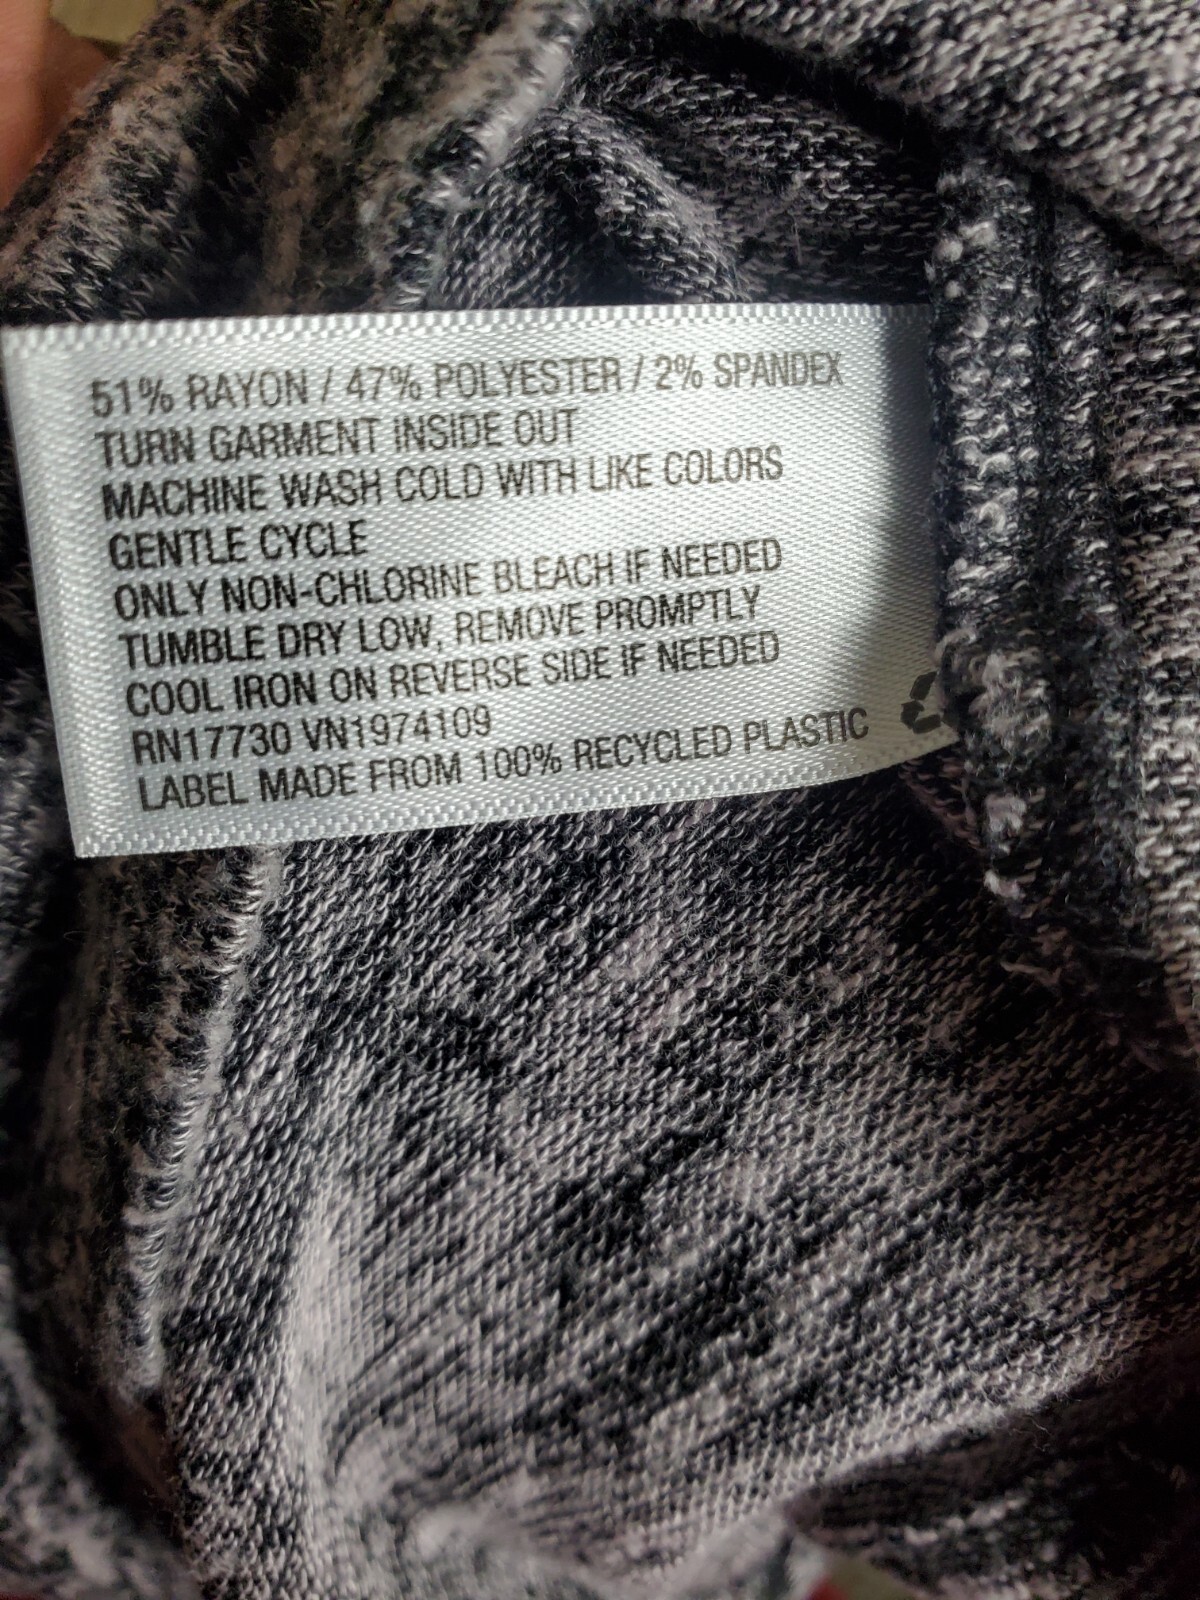 51% RAYON / 47% POLYESTER / 2% SPANDEX
TURN GARMENT INSIDE OUT
MACHINE WASH COLD WITH LIKE COLORS
GENTLE CYCLE
ONLY NON-CHLORINE BLEACH IF NEEDED
TUMBLE DRY LOW, REMOVE PROMPTLY
COOL IRON ON REVERSE SIDE IF NEEDED
RN17730 VN1974109
LABEL MADE FROM 100% RECYCLED PLASTIC